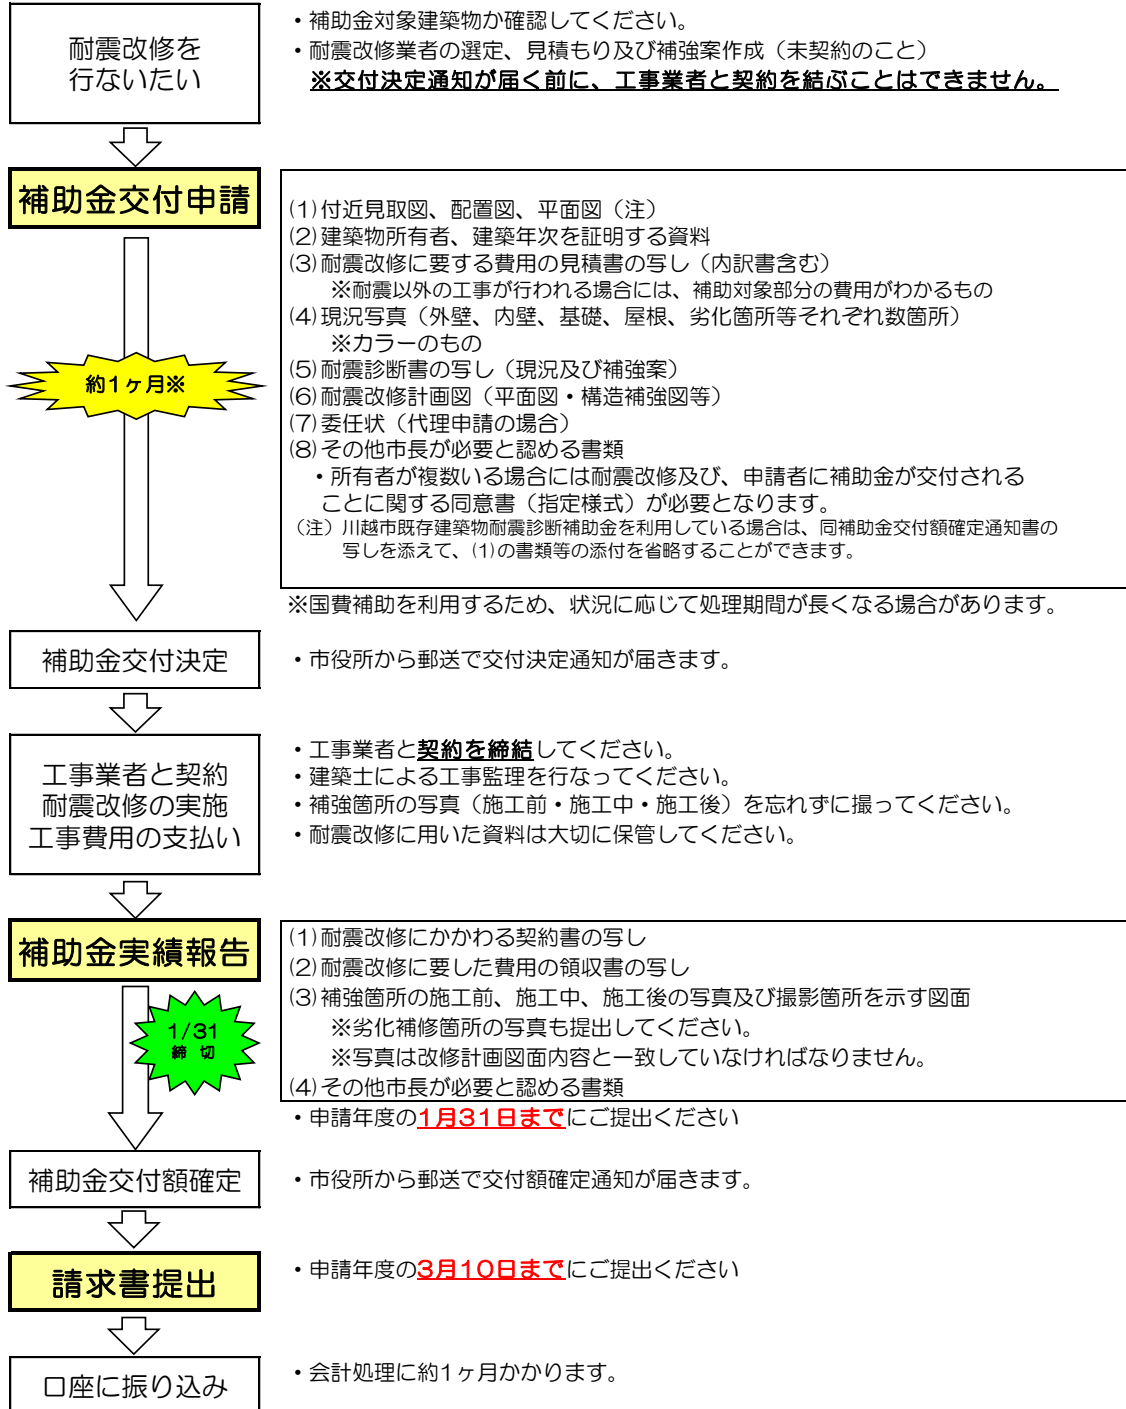 耐震改修を
行ないたい
・補助金対象建築物か確認してください。
・耐震改修業者の選定、見積もり及び補強案作成（未契約のこと）
※交付決定通知が届く前に、工事業者と契約を結ぶことはできません。
補助金交付申請
約1ヶ月※
(1)付近見取図、配置図、平面図（注）
(2)建築物所有者、建築年次を証明する資料
(3)耐震改修に要する費用の見積書の写し（内訳書含む）
※耐震以外の工事が行われる場合には、補助対象部分の費用がわかるもの
(4)現況写真（外壁、内壁、基礎、屋根、劣化箇所等それぞれ数箇所）
※カラーのもの
(5)耐震診断書の写し（現況及び補強案）
(6)耐震改修計画図（平面図・構造補強図等）
(7)委任状（代理申請の場合）
(8)その他市長が必要と認める書類
・所有者が複数いる場合には耐震改修及び、申請者に補助金が交付される
ことに関する同意書（指定様式）が必要となります。
（注）川越市既存建築物耐震診断補助金を利用している場合は、同補助金交付額確定通知書の
写しを添えて、(1)の書類等の添付を省略することができます。
※国費補助を利用するため、状況に応じて処理期間が長くなる場合があります。
補助金交付決定
・市役所から郵送で交付決定通知が届きます。
工事業者と契約
耐震改修の実施
工事費用の支払い
・工事業者と契約を締結してください。
・建築士による工事監理を行なってください。
・補強箇所の写真（施工前・施工中・施工後）を忘れずに撮ってください。
・耐震改修に用いた資料は大切に保管してください。
補助金実績報告
1/31
締 切
(1)耐震改修にかかわる契約書の写し
(2)耐震改修に要した費用の領収書の写し
(3)補強箇所の施工前、施工中、施工後の写真及び撮影箇所を示す図面
※劣化補修箇所の写真も提出してください。
※写真は改修計画図面内容と一致していなければなりません。
(4)その他市長が必要と認める書類
・申請年度の1月31日までにご提出ください
補助金交付額確定
・市役所から郵送で交付額確定通知が届きます。
請求書提出
・申請年度の3月10日までにご提出ください
口座に振り込み
・会計処理に約1ヶ月かかります。